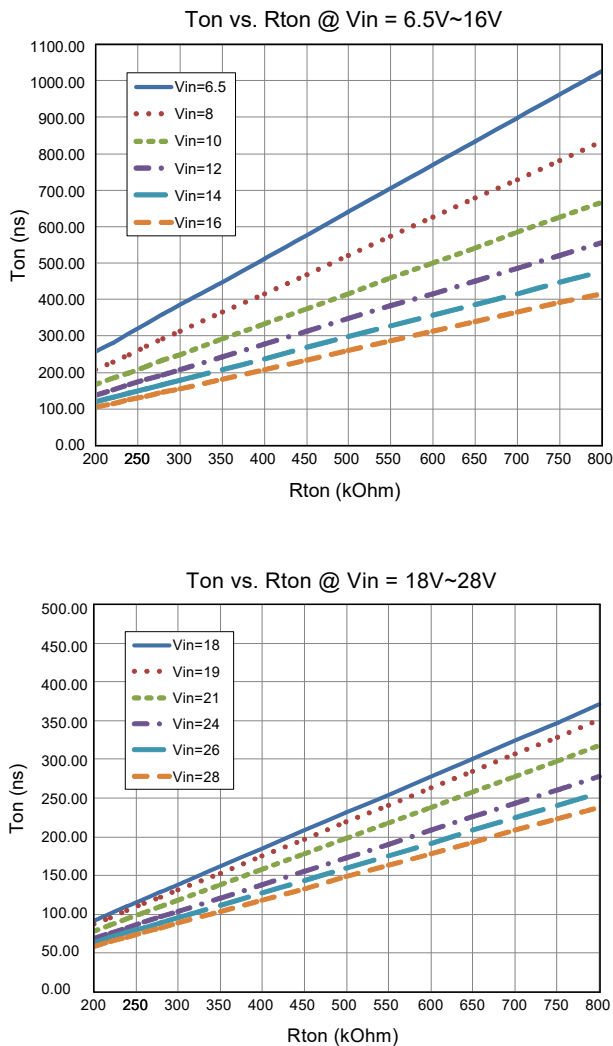 Ton vs. Rton @ Vin = 6.5V~16V
1100.00
1000.00
900.00
800.00
700.00
600.00
500.00
400.00
300.00
200.00
100.00
0.00
Ton (ns)
Vin=6.5
Vin=8
Vin=10
Vin=12
Vin=14
Vin=16
200 250 300 350 400 450 500 550 600 650 700 750 800
Rton (kOhm)
Ton vs. Rton @ Vin = 18V~28V
500.00
450.00
400.00
350.00
300.00
250.00
200.00
150.00
100.00
50.00
0.00
Ton (ns)
Vin=18
Vin=19
Vin=21
Vin=24
Vin=26
Vin=28
200 250 300 350 400 450 500 550 600 650 700 750 800
Rton (kOhm)